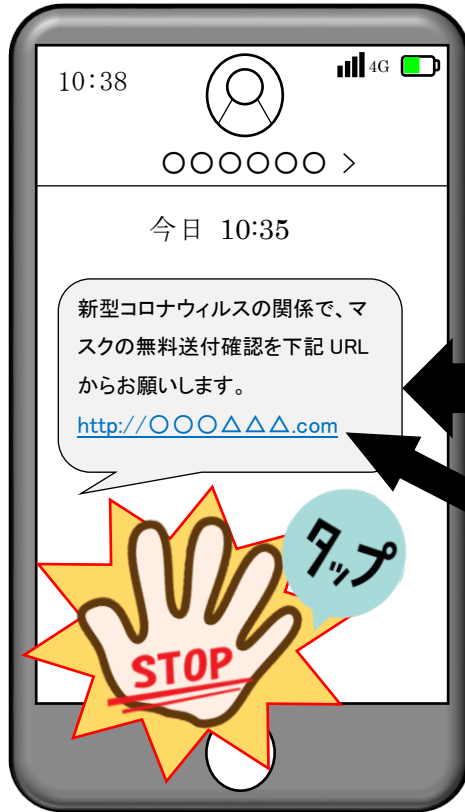 10:38
4G
○○○○○○ >
今日 10:35
新型コロナウィルスの関係で、マ
スクの無料送付確認を下記 URL
からお願いします。
http://○○○△△△.com
タップ
STOP